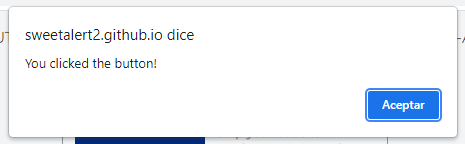 sweetalert2.github.io dice
You clicked the button!
Aceptar